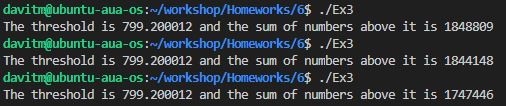 davitm@ubuntu-aua-os:~/workshop/Homeworks/6$ ./Ex3
The threshold is 799.200012 and the sum of numbers above it is 1848809
davitm@ubuntu-aua-os:~/workshop/Homeworks/6$ ./Ex3
The threshold is 799.200012 and the sum of numbers above it is 1844148
davitm@ubuntu-aua-os:~/workshop/Homeworks/6$ ./Ex3
The threshold is 799.200012 and the sum of numbers above it is 1747446